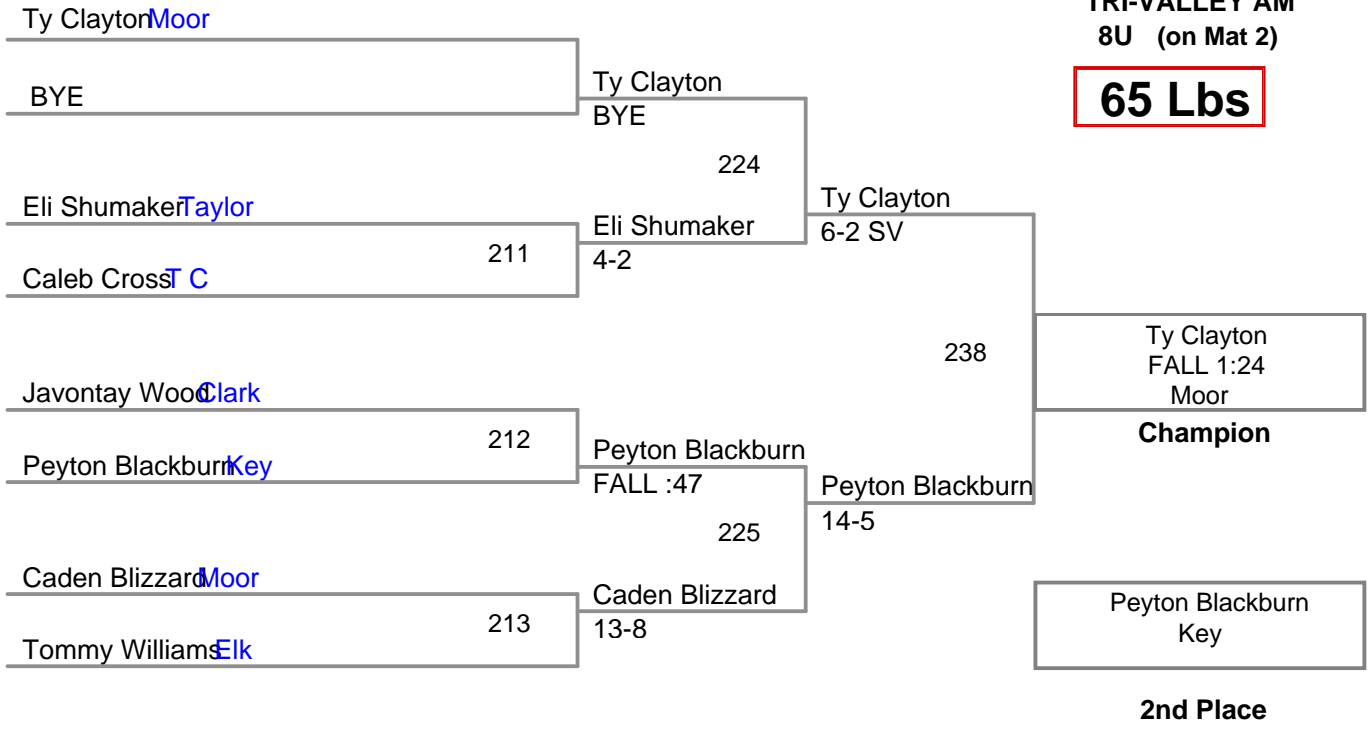 TRI-VALLEY AM
8U (on Mat 2)
65 Lbs
Ty Clayton Moor
BYE
Ty Clayton
BYE
224
Eli Shumaker Taylor
211
Caleb Cross T C
Eli Shumaker
4-2
Ty Clayton
6-2 SV
238
Javontay Wood Clark
212
Peyton Blackburn Key
Peyton Blackburn
FALL :47
225
Peyton Blackburn
14-5
Caden Blizzard Moor
213
Tommy Williams Elk
Caden Blizzard
13-8
Ty Clayton
FALL 1:24
Moor
Champion
Peyton Blackburn
Key
2nd Place